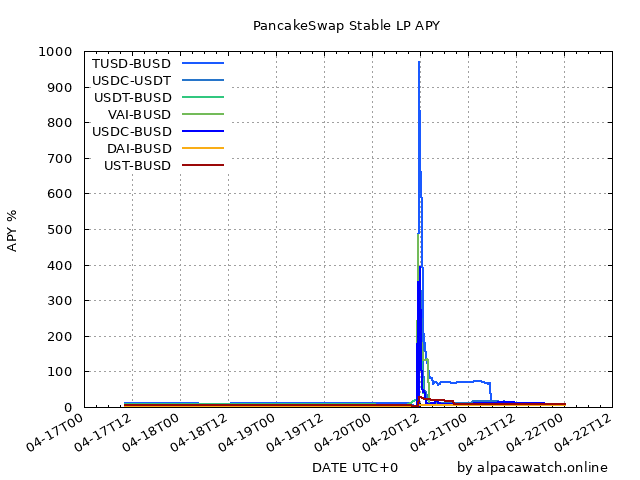 PancakeSwap Stable LP APY
1000
900
800
700
600
500
400
300
200
100
0
APY %
TUSD-BUSD
USDC-USDT
USDT-BUSD
VAI-BUSD
USDC-BUSD
DAI-BUSD
UST-BUSD
04-17T00
04-17T12
04-18T00
04-18T12
04-19T00
04-19T12
04-20T00
04-20T12
04-21T00
04-21T12
04-22T00
04-22T12
DATE UTC+0
by alpacawatch.online